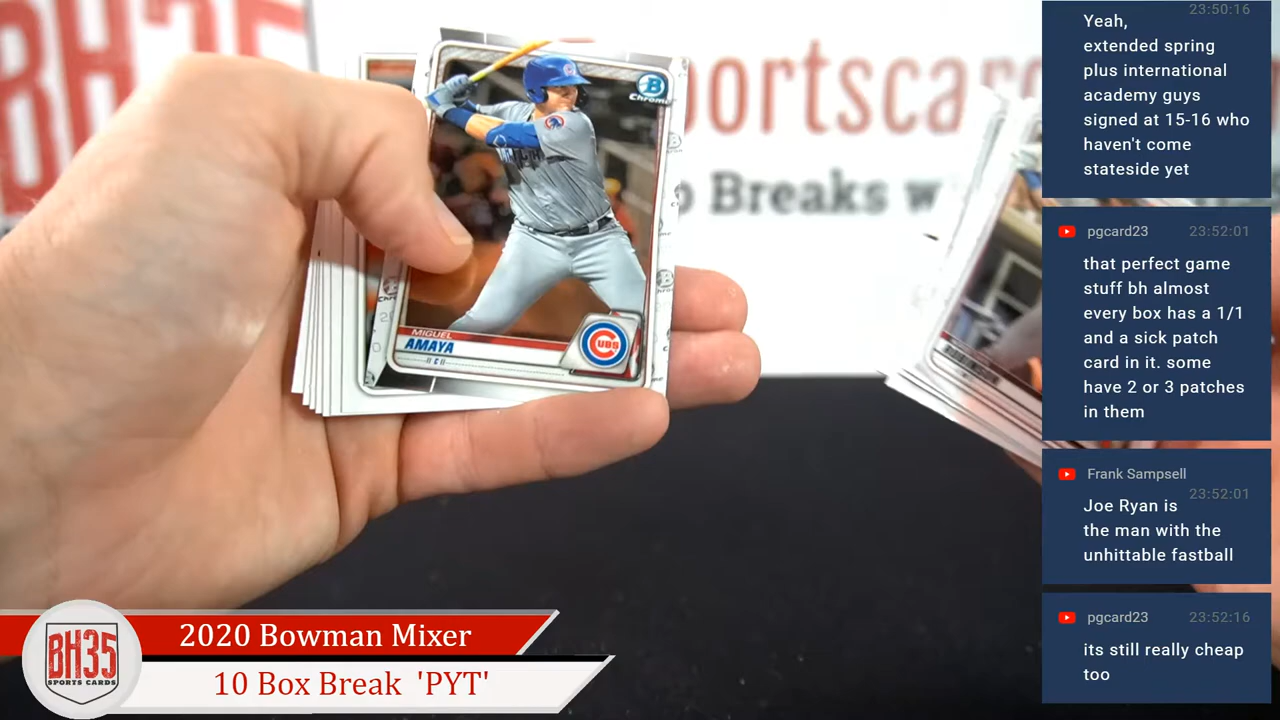 BH35
portscar
o Breaks w
B
Chrome
MIGUEL
AMAYA
C
CUBS
23:50:16
Yeah,
extended spring
plus international
academy guys
signed at 15-16 who
haven't come
stateside yet
pgcard23 23:52:01
that perfect game
stuff bh almost
every box has a 1/1
and a sick patch
card in it. some
have 2 or 3 patches
in them
Frank Sampsell
23:52:01
Joe Ryan is
the man with the
unhittable fastball
pgcard23 23:52:16
its still really cheap
too
2020 Bowman Mixer
10 Box Break 'PYT'
BH35
SPORTS CARDS